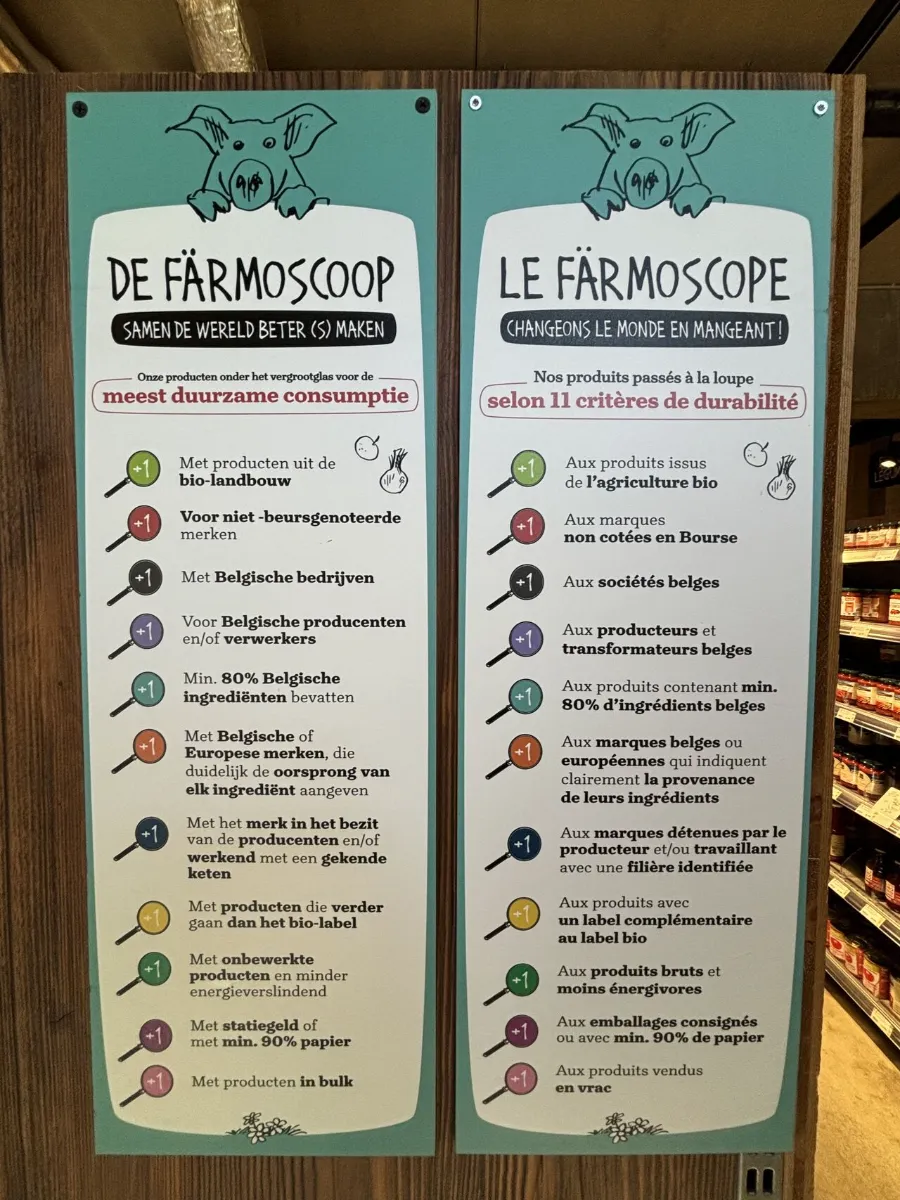 DE FÄRMOSCOOP
SAMEN DE WERELD BETER (S) MAKEN
Onze producten onder het vergrootglas voor de
meest duurzame consumptie
+1
Met producten uit de
bio-landbouw
+1
Voor niet -beursgenoteerde
merken
+1
Met Belgische bedrijven
+1
Voor Belgische producenten
en/of verwerkers
+1
Min. 80% Belgische
ingrediënten bevatten
+1
Met Belgische of
Europese merken, die
duidelijk de oorsprong van
elk ingrediënt aangeven
+1
Met het merk in het bezit
van de producenten en/of
werkend met een gekende
keten
+1
Met producten die verder
gaan dan het bio-label
+1
Met onbewerkte
producten en minder
energieverslindend
+1
Met statiegeld of
met min. 90% papier
+1
Met producten in bulk
LE FÄRMOSCOPE
CHANGEONS LE MONDE EN MANGEANT!
Nos produits passés à la loupe
selon 11 critères de durabilité
+1
Aux produits issus
de l'agriculture bio
+1
Aux marques
non cotées en Bourse
+1
Aux sociétés belges
+1
Aux producteurs et
transformateurs belges
+1
Aux produits contenant min.
80% d'ingrédients belges
+1
Aux marques belges ou
européennes qui indiquent
clairement la provenance
de leurs ingrédients
+1
Aux marques détenues par le
producteur et/ou travaillant
avec une filière identifiée
+1
Aux produits avec
un label complémentaire
au label bio
+1
Aux produits bruts et
moins énergivores
+1
Aux emballages consignés
ou avec min. 90% de papier
+1
Aux produits vendus
en vrac